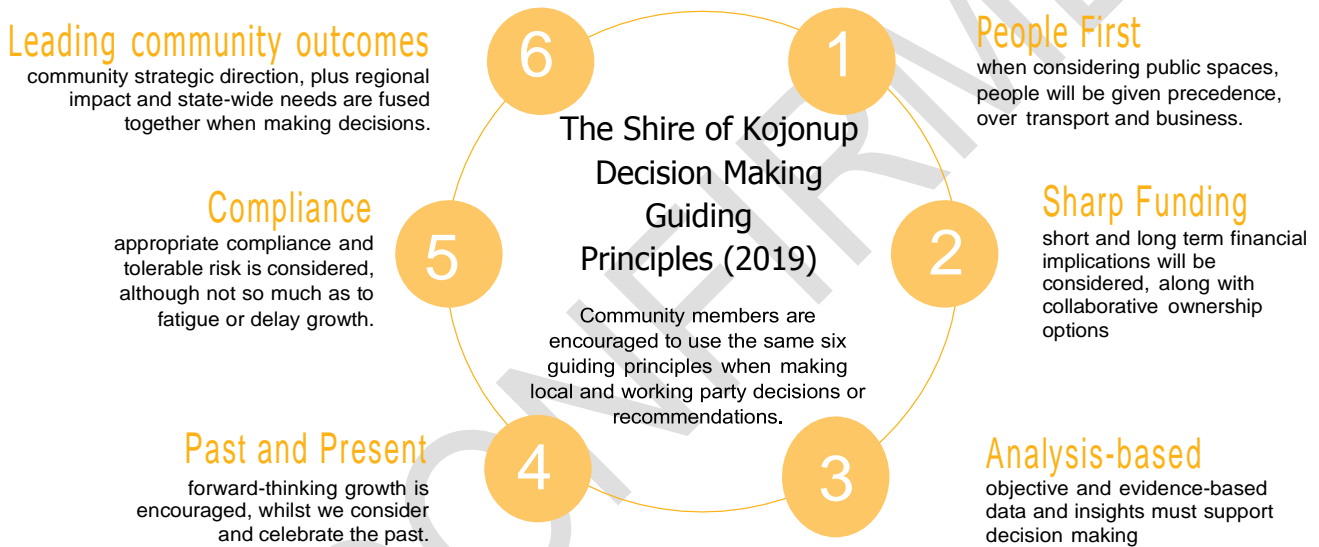 The Shire of Kojonup
Decision Making
Guiding
Principles (2019)
Community members are
encouraged to use the same six
guiding principles when making
local and working party decisions or
recommendations.
1
People First
when considering public spaces,
people will be given precedence,
over transport and business.
2
Sharp Funding
short and long term financial
implications will be
considered, along with
collaborative ownership
options
3
Analysis-based
objective and evidence-based
data and insights must support
decision making
4
Past and Present
forward-thinking growth is
encouraged, whilst we consider
and celebrate the past.
5
Compliance
appropriate compliance and
tolerable risk is considered,
although not so much as to
fatigue or delay growth.
6
Leading community outcomes
community strategic direction, plus regional
impact and state-wide needs are fused
together when making decisions.